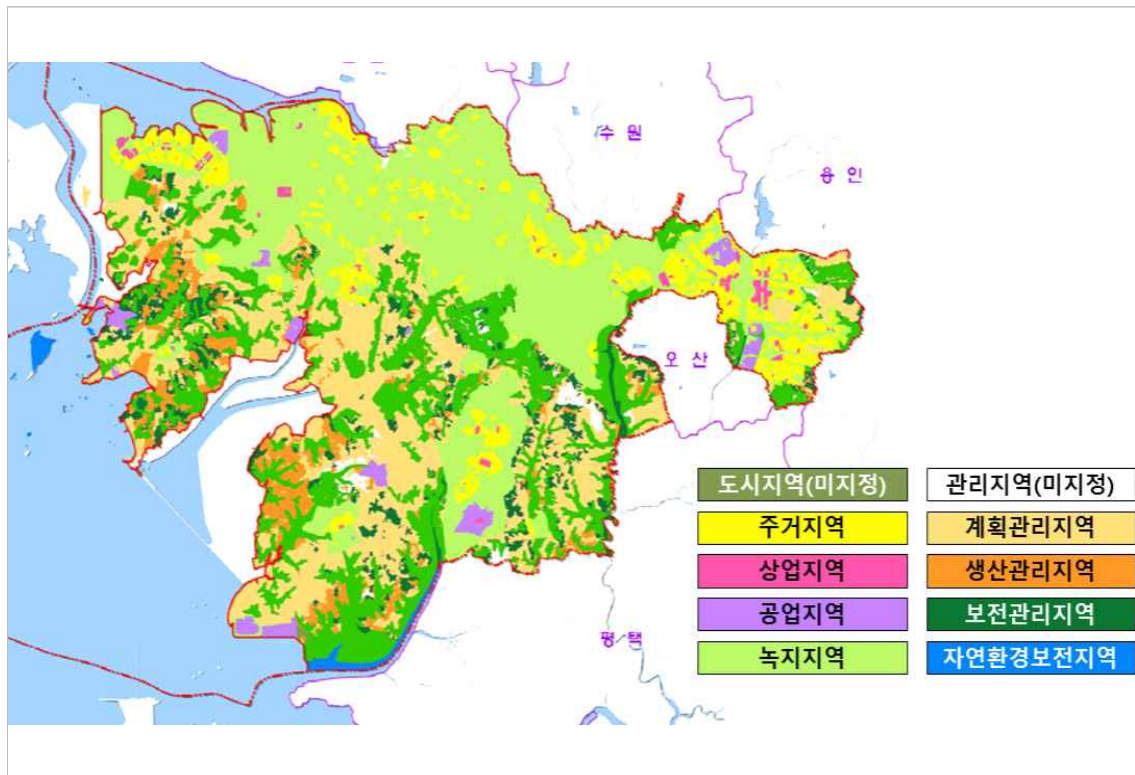 수 원
용 인
오 산
평 택
도시지역(미지정)
관리지역(미지정)
주거지역
계획관리지역
상업지역
생산관리지역
공업지역
보전관리지역
녹지지역
자연환경보전지역